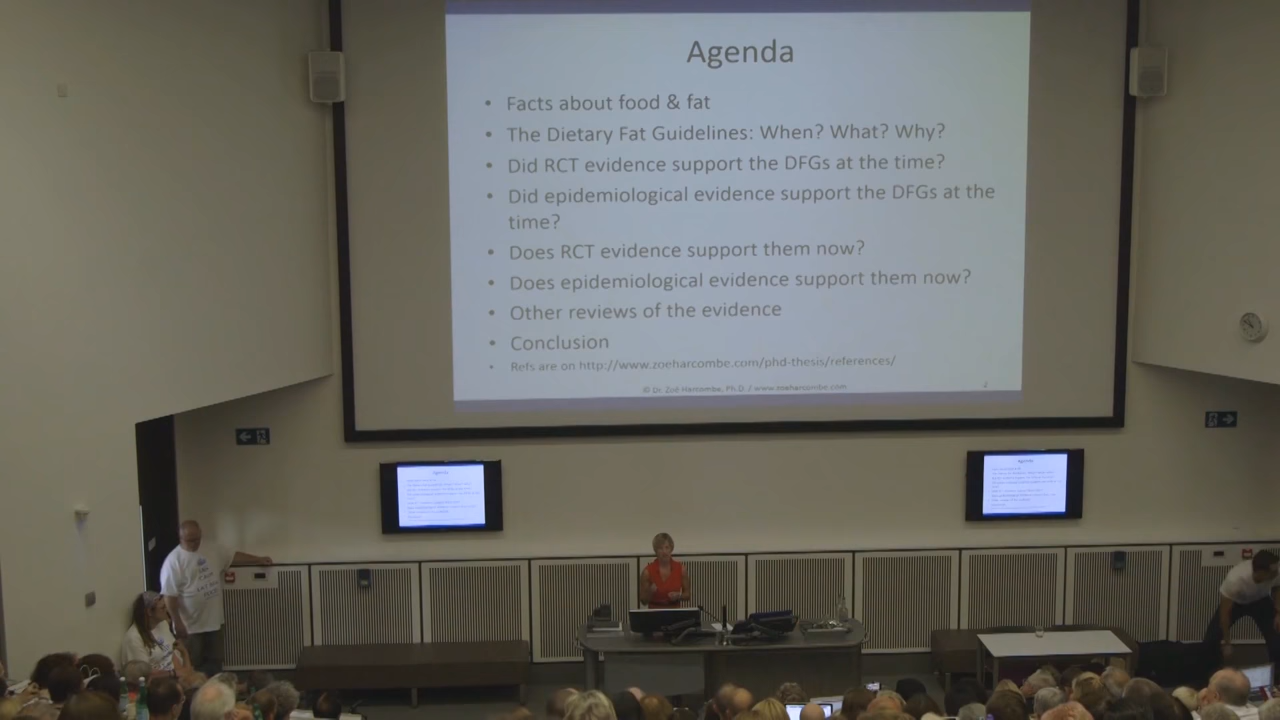 Agenda
• Facts about food & fat
• The Dietary Fat Guidelines: When? What? Why?
• Did RCT evidence support the DFGs at the time?
• Did epidemiological evidence support the DFGs at the
time?
• Does RCT evidence support them now?
• Does epidemiological evidence support them now?
• Other reviews of the evidence
• Conclusion
• Refs are on http://www.zoeharcombe.com/phd-thesis/references/
© Dr. Zoë Harcombe, Ph.D. / www.zoeharcombe.com
2
Agenda
Agenda